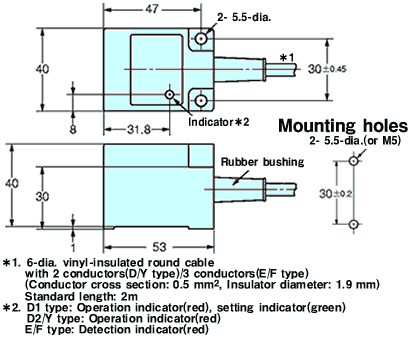 47
2- 5.5-dia.
*1
40
30±0.45
8
31.8
Indicator*2
Mounting holes
2- 5.5-dia.(or M5)
40
30
Rubber bushing
30±0.2
1
53
*1. 6-dia. vinyl-insulated round cable
with 2 conductors(D/Y type)/3 conductors(E/F type)
(Conductor cross section: 0.5 mm², Insulator diameter: 1.9 mm)
Standard length: 2m
*2. D1 type: Operation indicator(red), setting indicator(green)
D2/Y type: Operation indicator(red)
E/F type: Detection indicator(red)